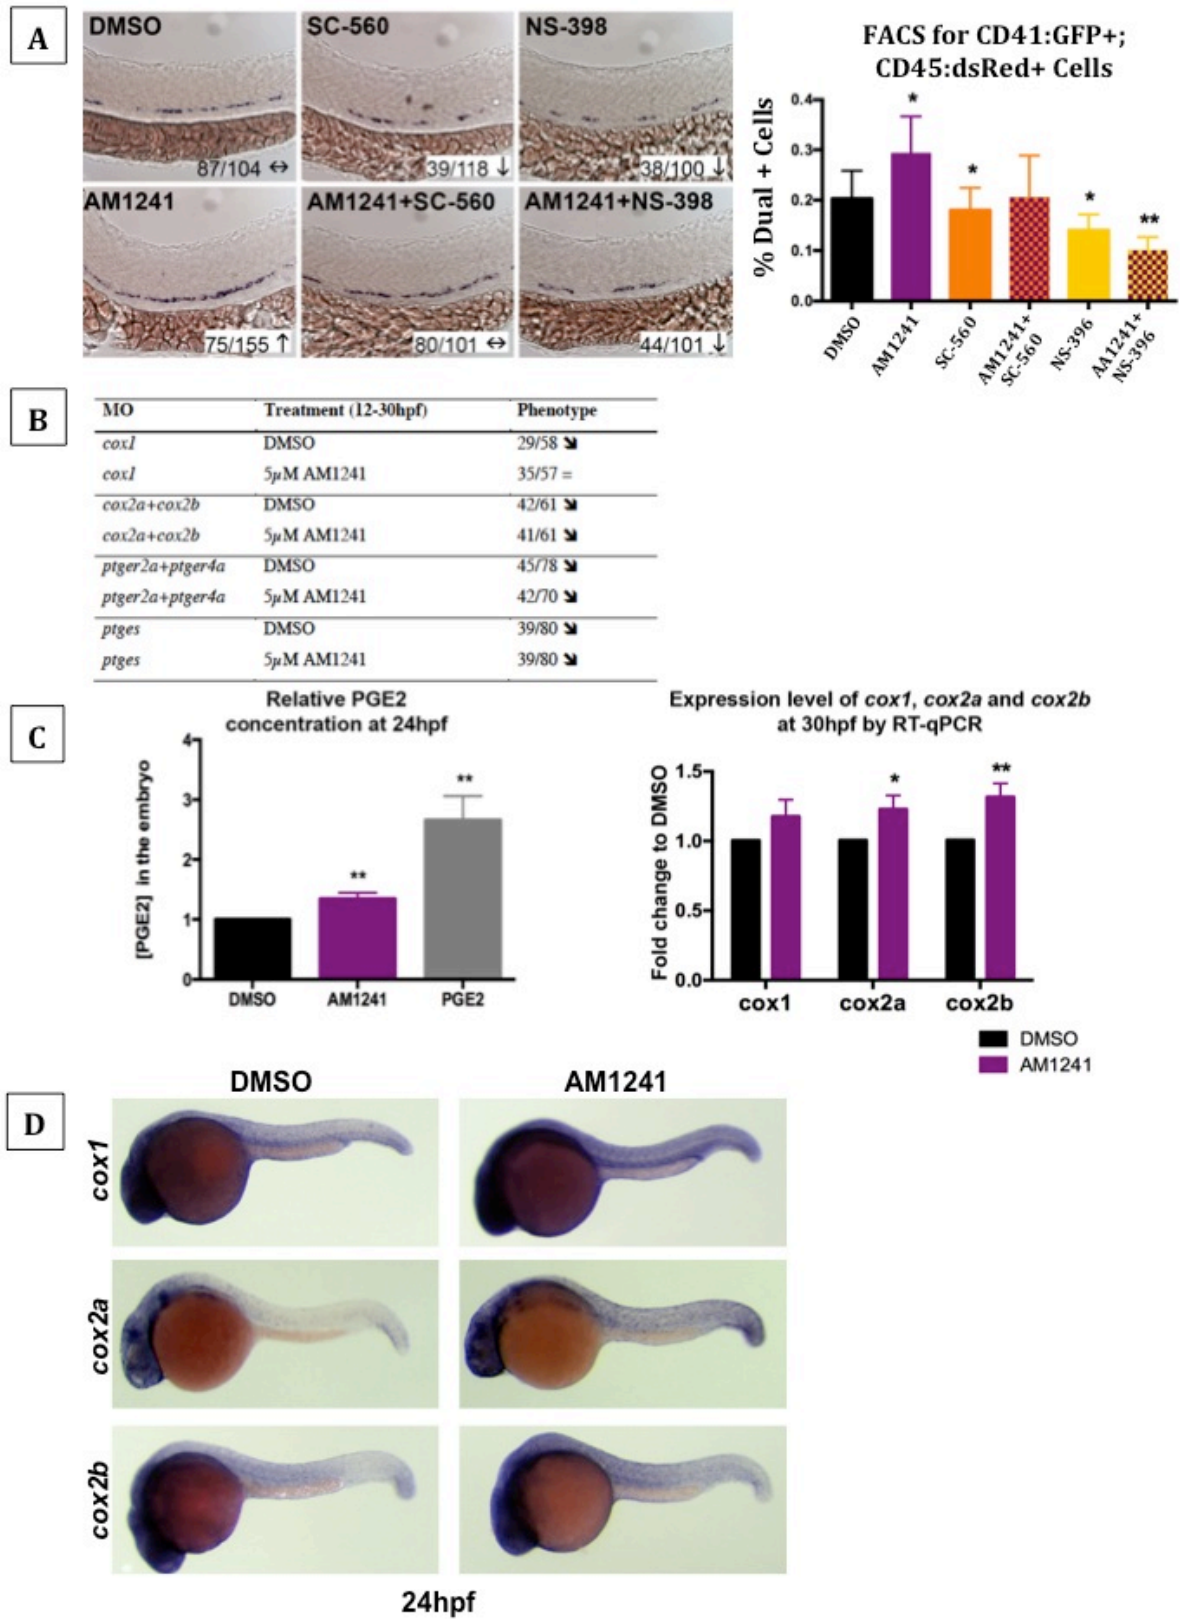 A
DMSO
SC-560
NS-398
87/104 ↔
39/118 ↓
38/100 ↓
AM1241
AM1241+SC-560
AM1241+NS-398
75/155 ↑
80/101 ↔
44/101 ↓
FACS for CD41:GFP+;
CD45:dsRed+ Cells
% Dual + Cells
0.4
0.3
0.2
0.1
0.0
*
*
*
**
DMSO
AM1241
SC-560
AM1241+
SC-560
NS-396
AA1241+
NS-396
B
MO Treatment (12-30hpf) Phenotype
cox1 DMSO 29/58 ↘
cox1 5µM AM1241 35/57 =
cox2a+cox2b DMSO 42/61 ↘
cox2a+cox2b 5µM AM1241 41/61 ↘
ptger2a+ptger4a DMSO 45/78 ↘
ptger2a+ptger4a 5µM AM1241 42/70 ↘
ptges DMSO 39/80 ↘
ptges 5µM AM1241 39/80 ↘
C
Relative PGE2
concentration at 24hpf
[PGE2] in the embryo
4
3
2
1
0
**
**
DMSO
AM1241
PGE2
Expression level of cox1, cox2a and cox2b
at 30hpf by RT-qPCR
Fold change to DMSO
1.5
1.0
0.5
0.0
*
**
cox1
cox2a
cox2b
DMSO
AM1241
D
DMSO
AM1241
cox1
cox2a
cox2b
24hpf